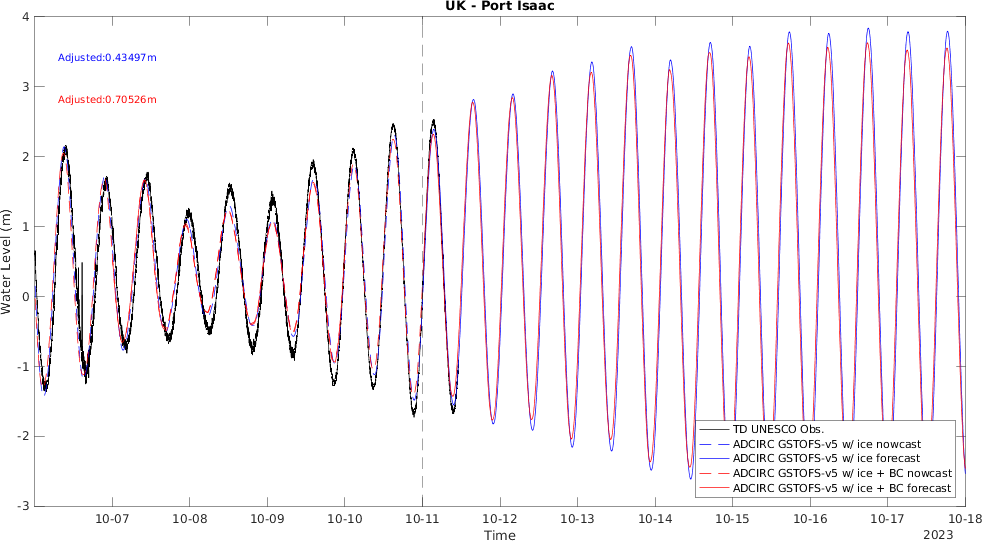 UK - Port Isaac
4
3
2
1
0
-1
-2
-3
Water Level (m)
Adjusted:0.43497m
Adjusted:0.70526m
TD UNESCO Obs.
ADCIRC GSTOFS-v5 w/ ice nowcast
ADCIRC GSTOFS-v5 w/ ice forecast
ADCIRC GSTOFS-v5 w/ ice + BC nowcast
ADCIRC GSTOFS-v5 w/ ice + BC forecast
10-07 10-08 10-09 10-10 10-11 10-12 10-13 10-14 10-15 10-16 10-17 10-18
Time
2023